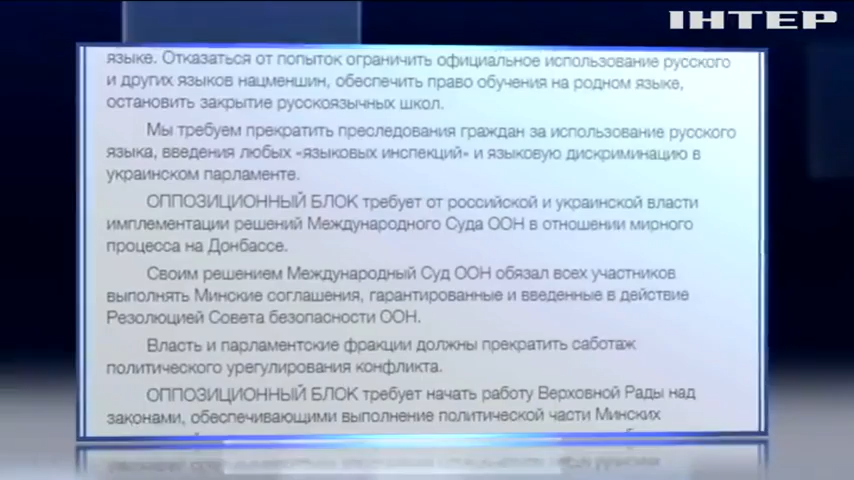 ІНТЕР
языке. Отказаться от попыток ограничить официальное использование русского
и других языков нацменшин, обеспечить право обучения на родном языке,
остановить закрытие русскоязычных школ.
Мы требуем прекратить преследования граждан за использование русского
языка, введения любых «языковых инспекций» и языковую дискриминацию в
украинском парламенте.
ОППОЗИЦИОННЫЙ БЛОК требует от российской и украинской власти
имплементации решений Международного Суда ООН в отношении мирного
процесса на Донбассе.
Своим решением Международный Суд ООН обязал всех участников
выполнять Минские соглашения, гарантированные и введенные в действие
Резолюцией Совета безопасности ООН.
Власть и парламентские фракции должны прекратить саботаж
политического урегулирования конфликта.
ОППОЗИЦИОННЫЙ БЛОК требует начать работу Верховной Рады над
законами, обеспечивающими выполнение политической части Минских